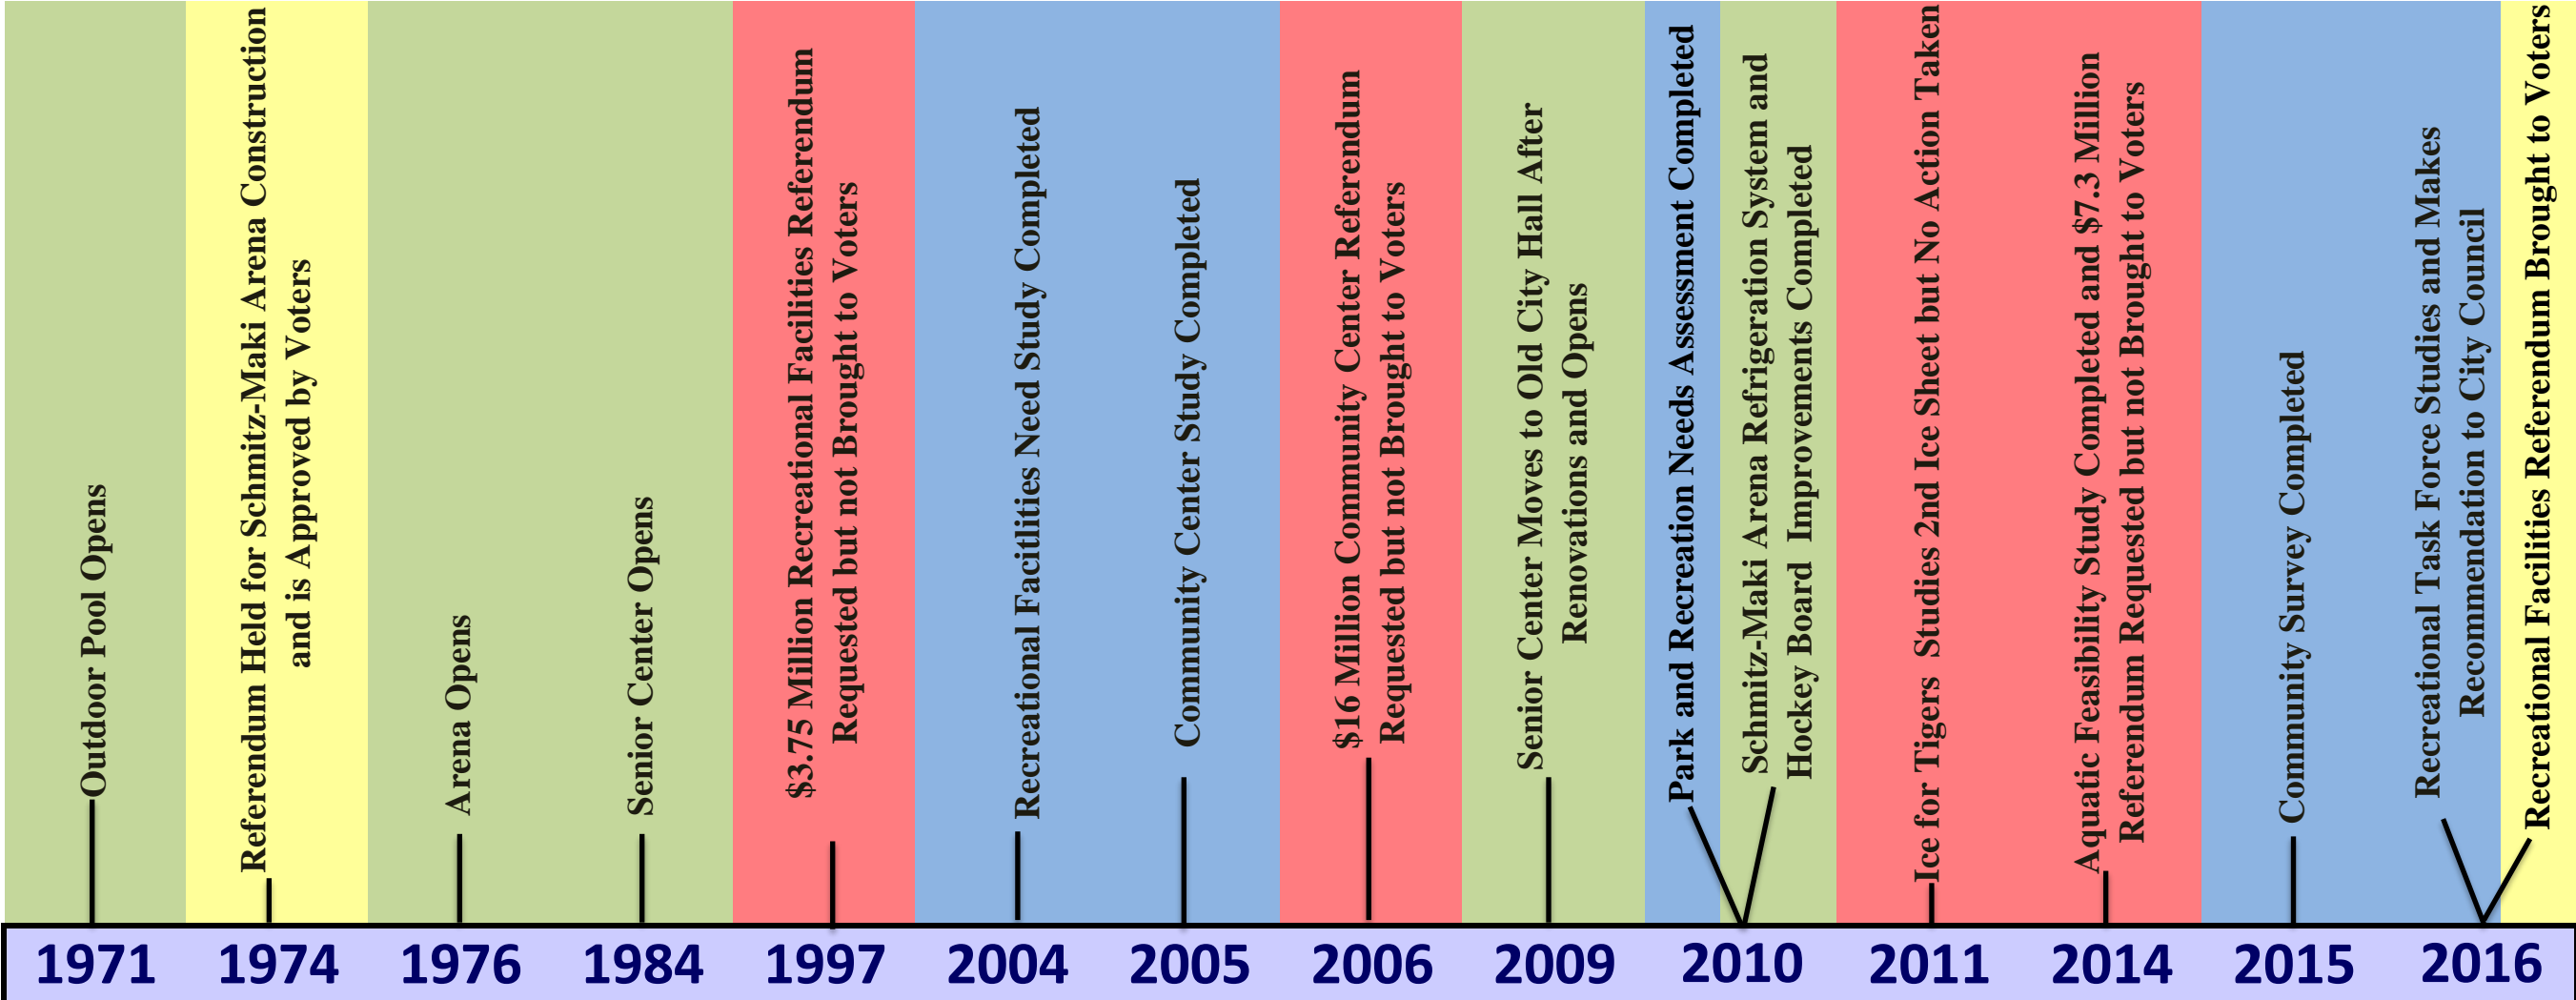 Outdoor Pool Opens
Referendum Held for Schmitz-Maki Arena Construction
and is Approved by Voters
Arena Opens
Senior Center Opens
$3.75 Million Recreational Facilities Referendum
Requested but not Brought to Voters
Recreational Facilities Need Study Completed
Community Center Study Completed
$16 Million Community Center Referendum
Requested but not Brought to Voters
Senior Center Moves to Old City Hall After
Renovations and Opens
Park and Recreation Needs Assessment Completed
Schmitz-Maki Arena Refrigeration System and
Hockey Board Improvements Completed
Ice for Tigers Studies 2nd Ice Sheet but No Action Taken
Aquatic Feasibility Study Completed and $7.3 Million
Referendum Requested but not Brought to Voters
Community Survey Completed
Recreational Task Force Studies and Makes
Recommendation to City Council
Recreational Facilities Referendum Brought to Voters
1971 1974 1976 1984 1997 2004 2005 2006 2009 2010 2011 2014 2015 2016